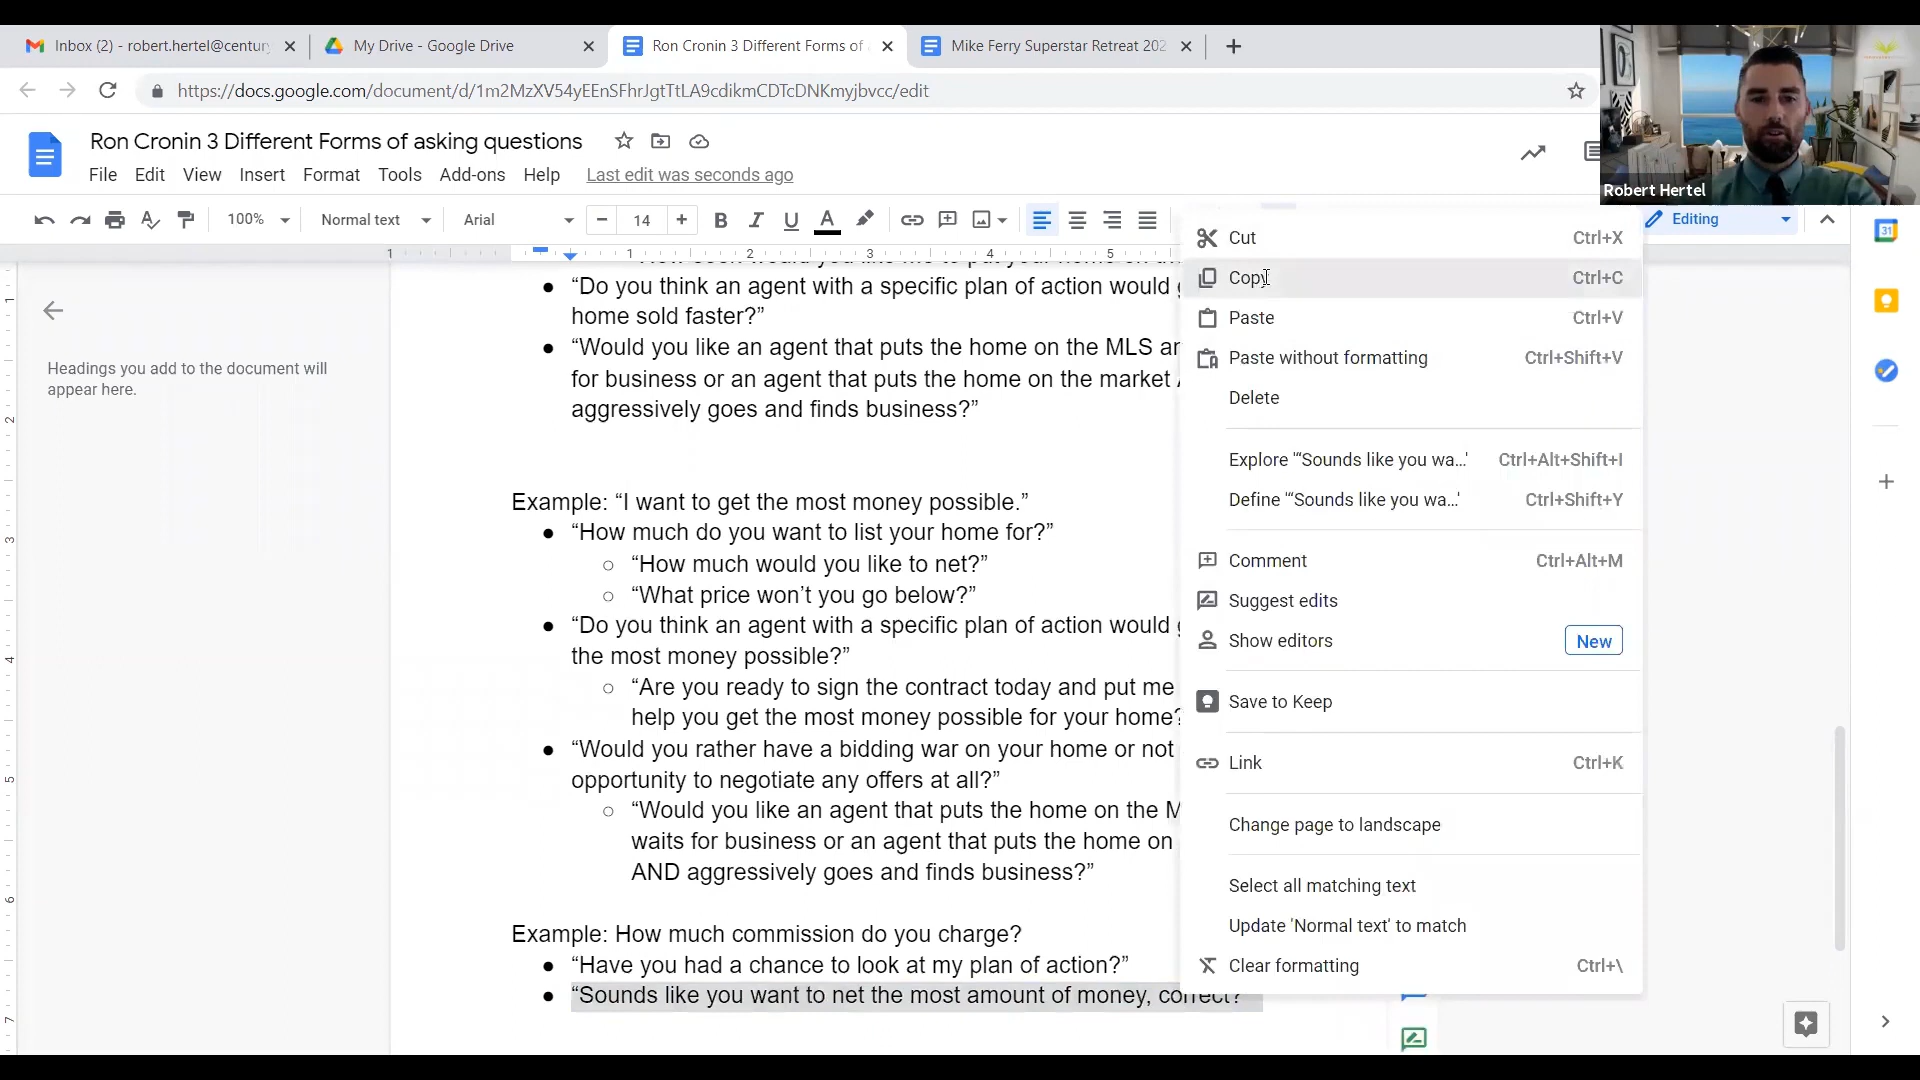 Inbox (2) - robert.hertel@century
My Drive - Google Drive
Ron Cronin 3 Different Forms of
Mike Ferry Superstar Retreat 202
https://docs.google.com/document/d/1m2MzXV54yEEnSFhrJgtTtLA9cdikmCDTcDNKmyjbvcc/edit
Ron Cronin 3 Different Forms of asking questions
File Edit View Insert Format Tools Add-ons Help Last edit was seconds ago
Robert Hertel
100% Normal text Arial 14 B I U A
Editing
31
1 1 2 3 4 5
Headings you add to the document will
appear here.
“Do you think an agent with a specific plan of action would
home sold faster?”
“Would you like an agent that puts the home on the MLS
for business or an agent that puts the home on the market
aggressively goes and finds business?”
Example: “I want to get the most money possible.”
“How much do you want to list your home for?”
“How much would you like to net?”
“What price won’t you go below?”
“Do you think an agent with a specific plan of action would
the most money possible?”
“Are you ready to sign the contract today and put me
help you get the most money possible for your home?
“Would you rather have a bidding war on your home or not
opportunity to negotiate any offers at all?”
“Would you like an agent that puts the home on the
waits for business or an agent that puts the home on
AND aggressively goes and finds business?”
Example: How much commission do you charge?
“Have you had a chance to look at my plan of action?”
“Sounds like you want to net the most amount of money, correct?
Cut Ctrl+X
Copy Ctrl+C
Paste Ctrl+V
Paste without formatting Ctrl+Shift+V
Delete
Explore '“Sounds like you wa...' Ctrl+Alt+Shift+I
Define '“Sounds like you wa...' Ctrl+Shift+Y
Comment Ctrl+Alt+M
Suggest edits
Show editors New
Save to Keep
Link Ctrl+K
Change page to landscape
Select all matching text
Update 'Normal text' to match
Clear formatting Ctrl+\
1
2
3
4
5
6
7